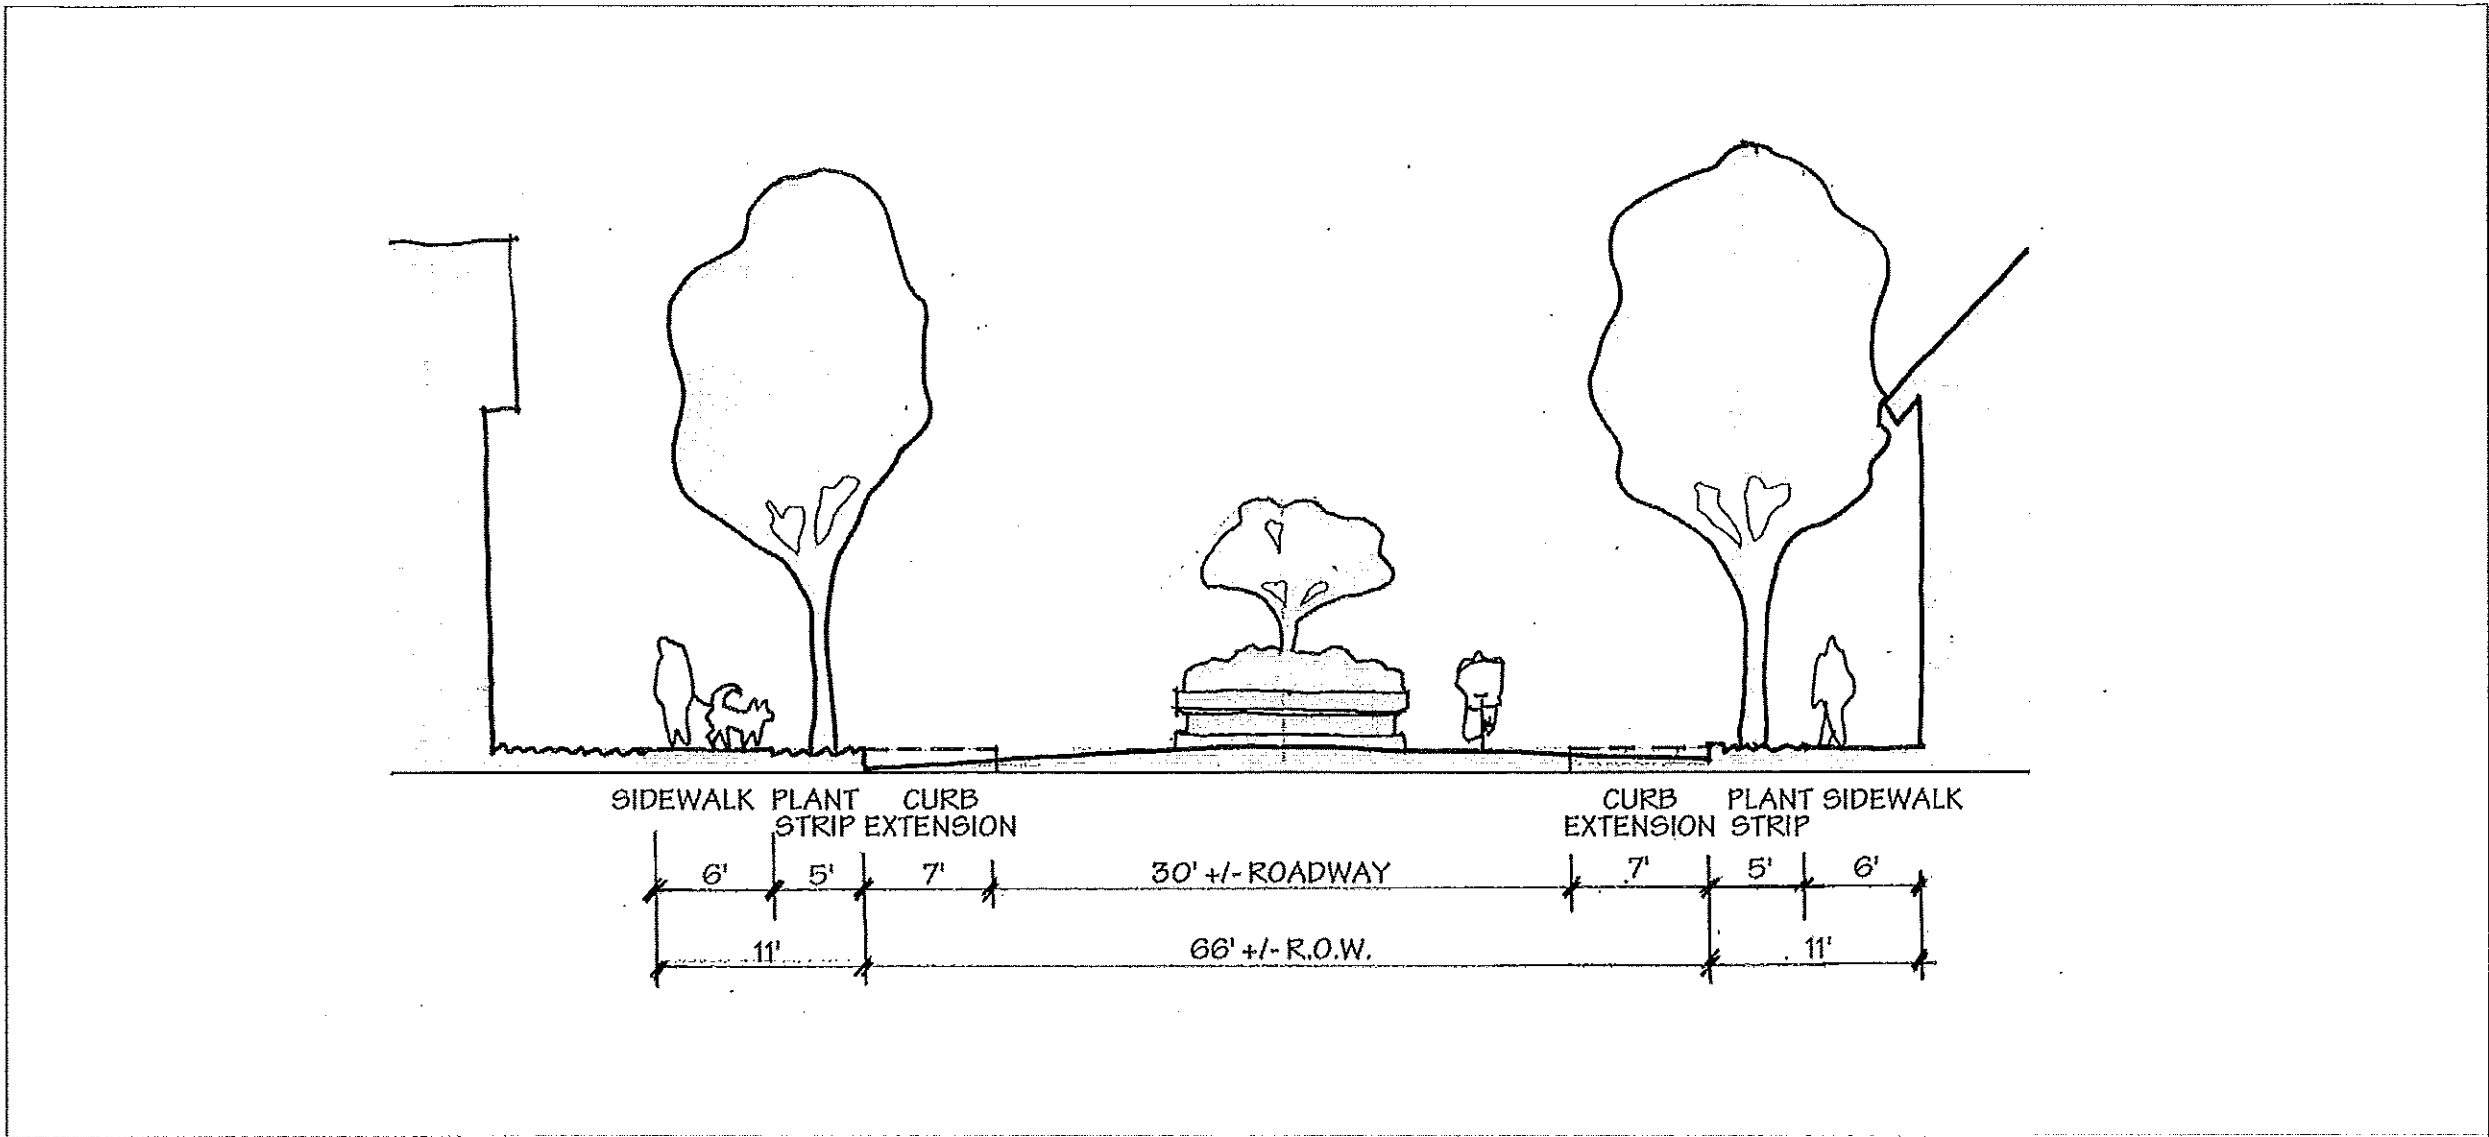 SIDEWALK PLANT CURB CURB PLANT SIDEWALK
STRIP EXTENSION EXTENSION STRIP
6' 5' 7' 30' +/- ROADWAY 7' 5' 6'
11' 66' +/- R.O.W. 11'